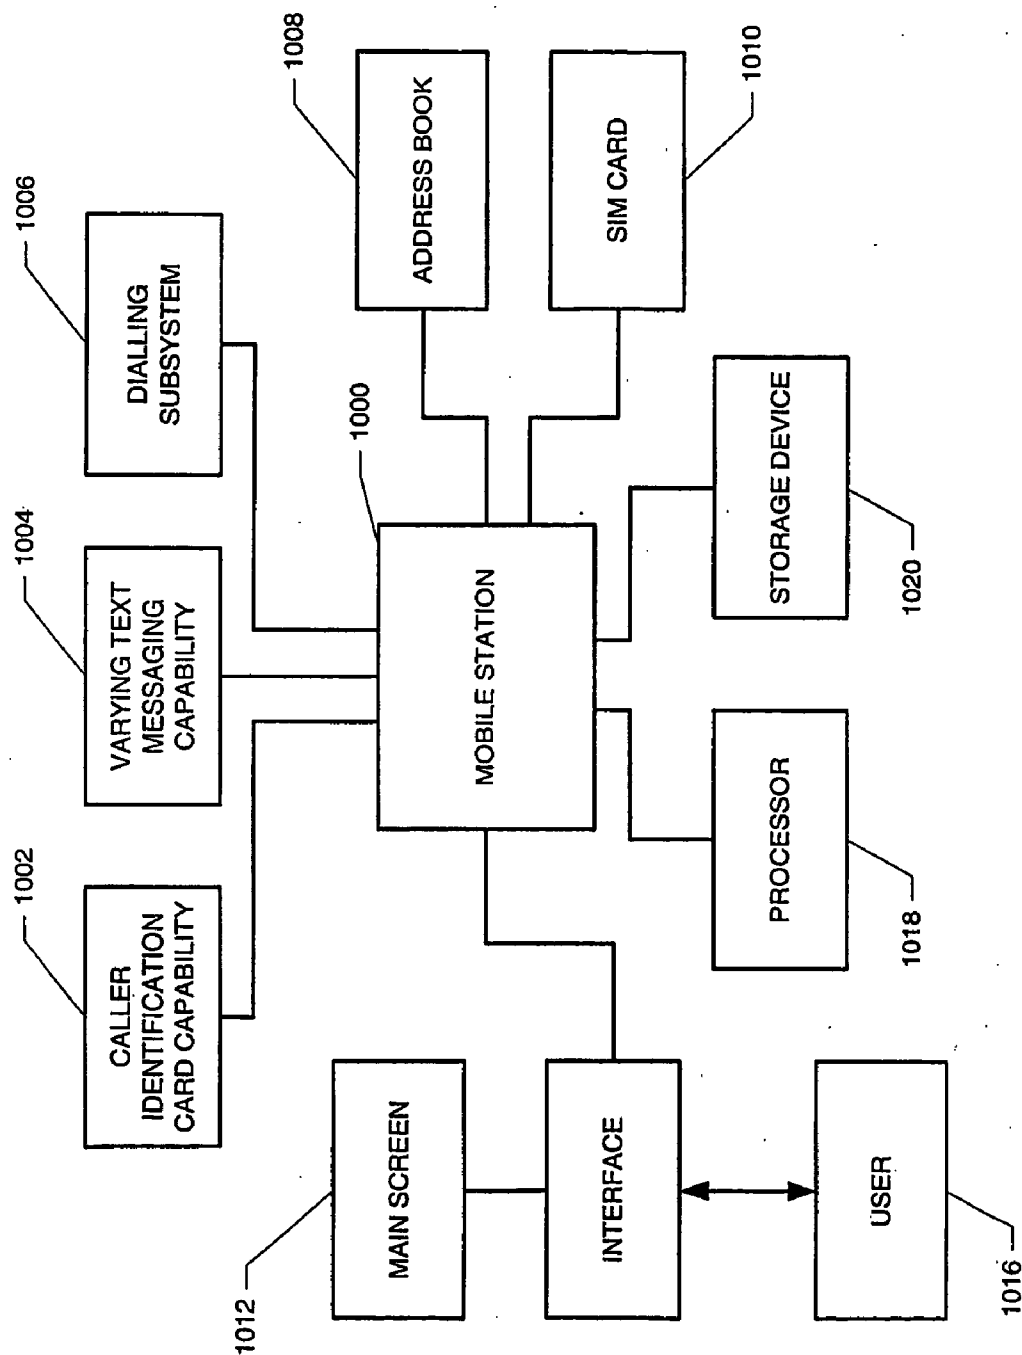 1002
CALLER
IDENTIFICATION
CARD CAPABILITY
1004
VARYING TEXT
MESSAGING
CAPABILITY
1006
DIALLING
SUBSYSTEM
1012
MAIN SCREEN
1000
MOBILE STATION
1008
ADDRESS BOOK
INTERFACE
SIM CARD
1010
USER
1016
PROCESSOR
1018
STORAGE DEVICE
1020